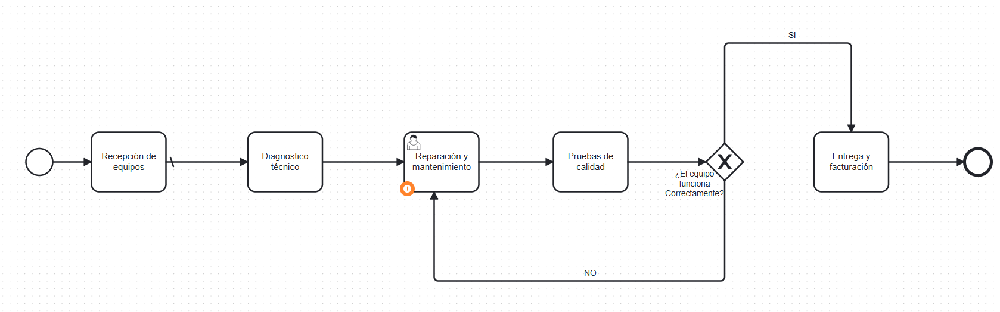 SI
Recepción de
equipos
Diagnostico
técnico
Reparación y
mantenimiento
Pruebas de
calidad
¿El equipo
funciona
Correctamente?
Entrega y
facturación
NO